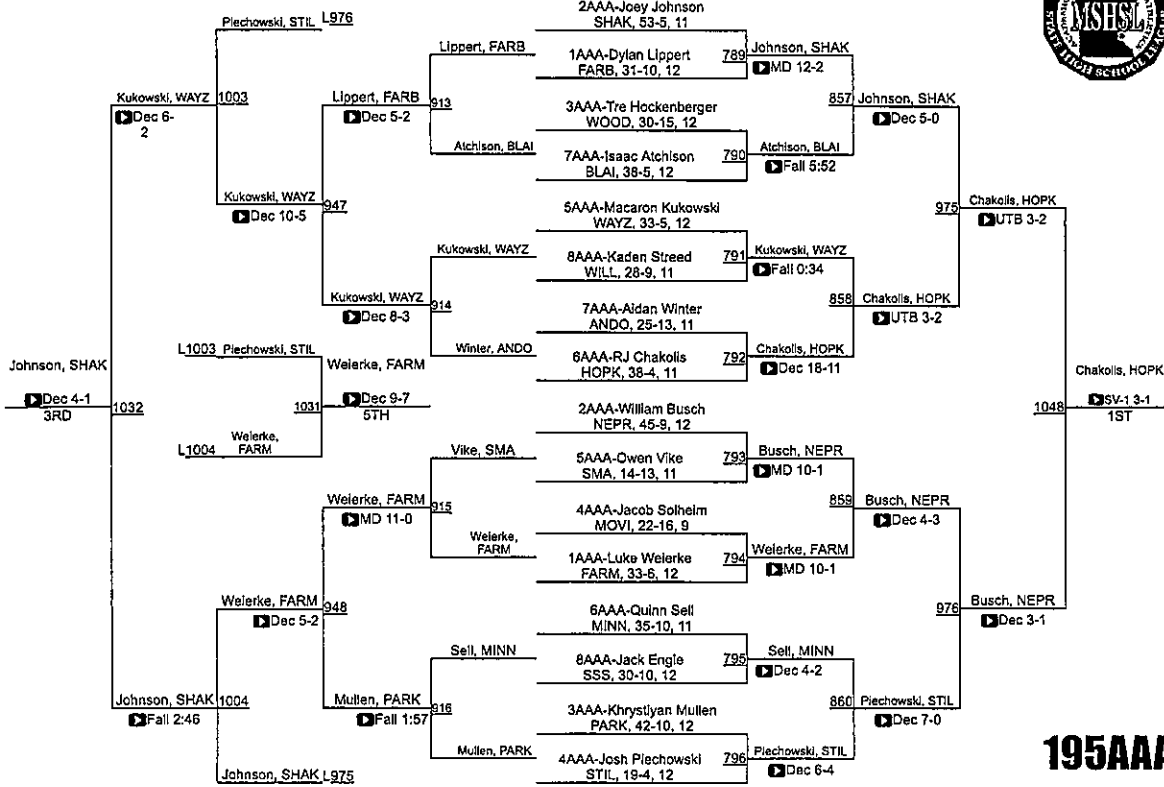 2AAA-Joey Johnson
SHAK, 53-5, 11
1AAA-Dylan Lippert
FARB, 31-10, 12
3AAA-Tre Hockenberger
WOOD, 30-15, 12
7AAA-Isaac Atchison
BLAI, 38-5, 12
5AAA-Macaron Kukowski
WAYZ, 33-5, 12
8AAA-Kaden Streed
WILL, 28-9, 11
7AAA-Aidan Winter
ANDO, 25-13, 11
6AAA-RJ Chakolis
HOPK, 38-4, 11
2AAA-William Busch
NEPR, 45-9, 12
5AAA-Owen Vike
SMA, 14-13, 11
4AAA-Jacob Solheim
MOVI, 22-16, 9
1AAA-Luke Weierke
FARM, 33-6, 12
6AAA-Quinn Sell
MINN, 35-10, 11
8AAA-Jack Engle
SSS, 30-10, 12
3AAA-Khrystiyan Mullen
PARK, 42-10, 12
4AAA-Josh Piechowski
STIL, 19-4, 12
789
Johnson, SHAK
MD 12-2
790
Atchison, BLAI
Fall 5:52
791
Kukowski, WAYZ
Fall 0:34
792
Chakolis, HOPK
Dec 18-11
793
Busch, NEPR
MD 10-1
794
Weierke, FARM
MD 10-1
795
Sell, MINN
Dec 4-2
796
Piechowski, STIL
Dec 6-4
857
Johnson, SHAK
Dec 5-0
858
Chakolis, HOPK
UTB 3-2
859
Busch, NEPR
Dec 4-3
860
Piechowski, STIL
Dec 7-0
975
Chakolis, HOPK
UTB 3-2
976
Busch, NEPR
Dec 3-1
1048
Chakolis, HOPK
SV-1 3-1
1ST
Lippert, FARB
Atchison, BLAI
913
Lippert, FARB
Dec 5-2
Kukowski, WAYZ
Winter, ANDO
914
Kukowski, WAYZ
Dec 8-3
Vike, SMA
Weierke,
FARM
915
Weierke, FARM
MD 11-0
Sell, MINN
Mullen, PARK
916
Mullen, PARK
Fall 1:57
947
Kukowski, WAYZ
Dec 10-5
948
Weierke, FARM
Dec 5-2
Piechowski, STIL L976
1003
Kukowski, WAYZ
Dec 6-
2
Johnson, SHAK L975
1004
Johnson, SHAK
Fall 2:46
1032
Johnson, SHAK
Dec 4-1
3RD
L1003 Piechowski, STIL
L1004 Weierke,
FARM
1031
Weierke, FARM
Dec 9-7
5TH
MSHSL
STATE HIGH SCHOOL LEAGUE
195AAA